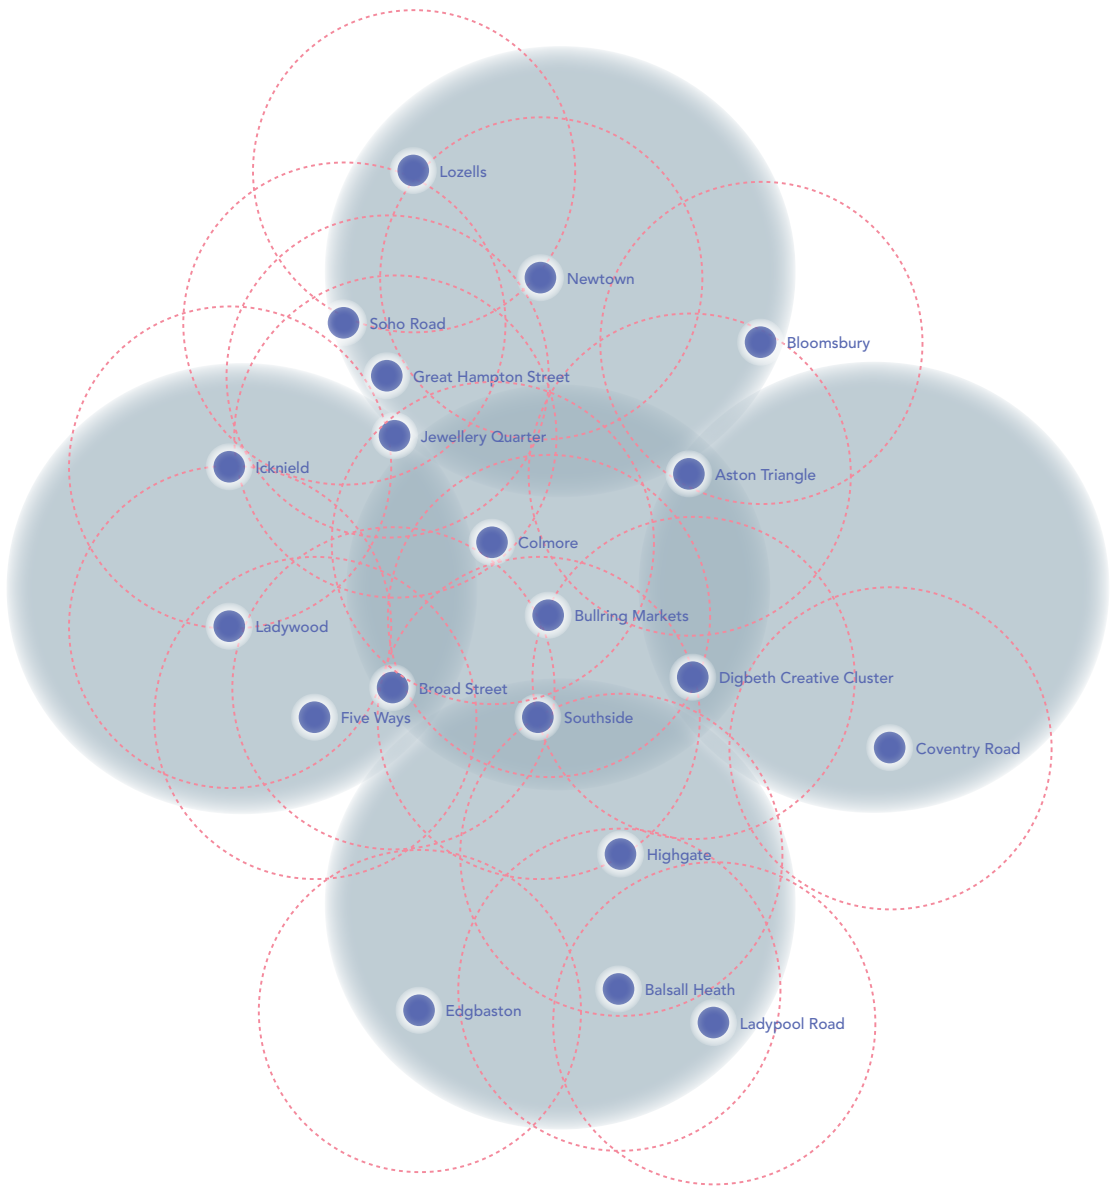 Lozells
Newtown
Soho Road
Bloomsbury
Great Hampton Street
Jewellery Quarter
Icknield
Aston Triangle
Colmore
Bullring Markets
Ladywood
Digbeth Creative Cluster
Broad Street
Five Ways
Southside
Coventry Road
Highgate
Balsall Heath
Edgbaston
Ladypool Road